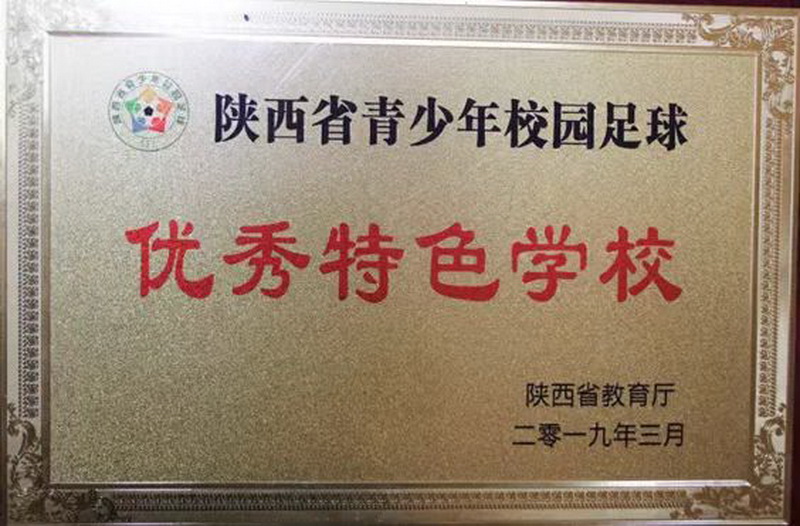 陕西省青少年校园足球
优秀特色学校
陕西省教育厅
二零一九年三月